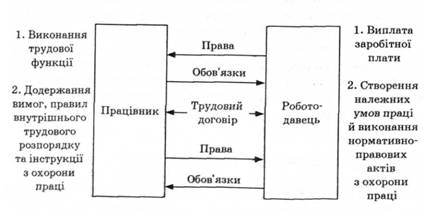 1. Виконання
трудової
функції
2. Додержання
вимог, правил
внутрішнього
трудового
розпорядку
та інструкції
з охорони
праці
Працівник
Права
Обов'язки
Трудовий
договір
Права
Обов'язки
Робото-
давець
1. Виплата
заробітної
плати
2. Створення
належних
умов праці
й виконання
нормативно-
правових
актів
з охорони
праці